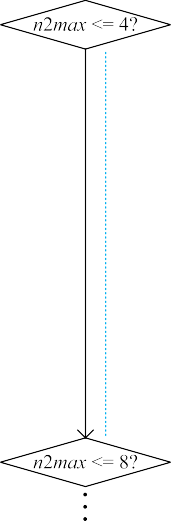 n2max <= 4?
n2max <= 8?